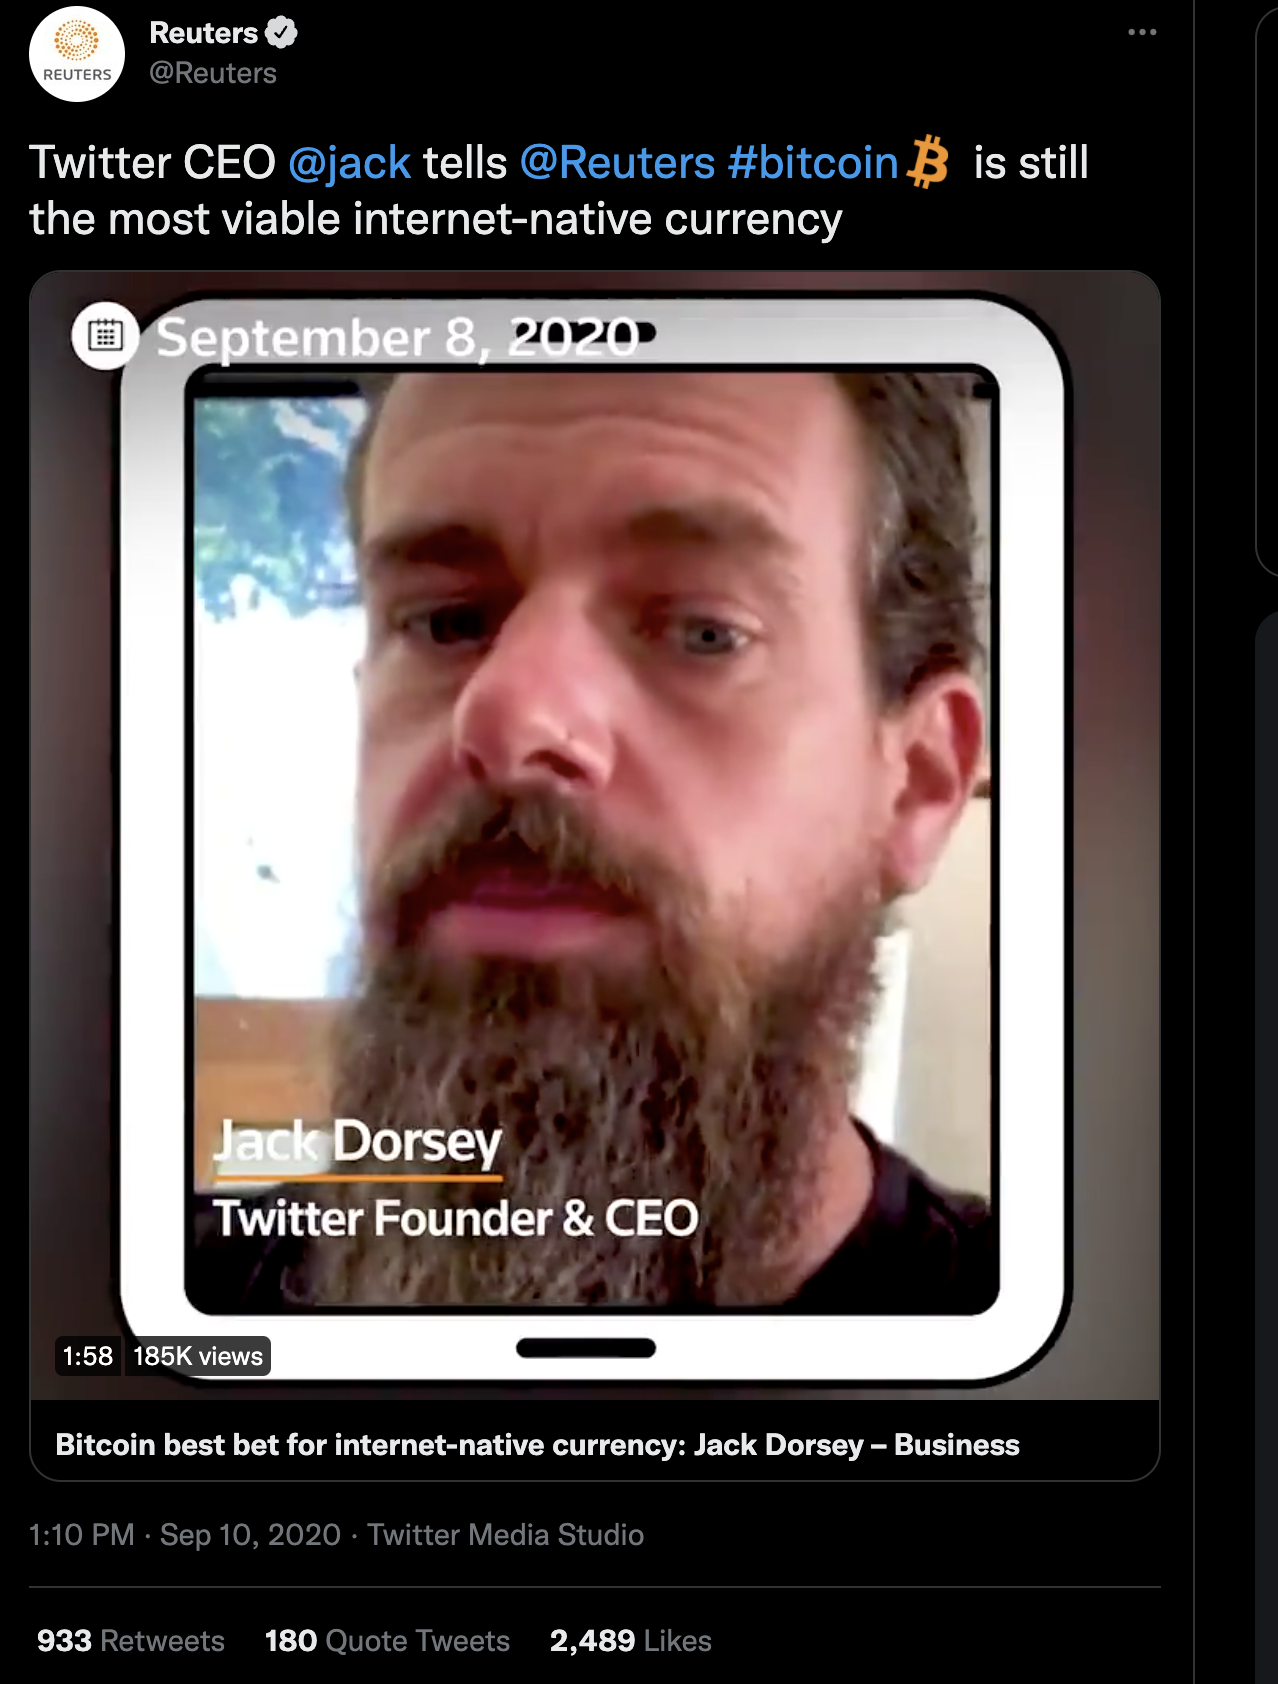 REUTERS
Reuters
@Reuters
Twitter CEO @jack tells @Reuters #bitcoin is still
the most viable internet-native currency
September 8, 2020
Jack Dorsey
Twitter Founder & CEO
1:58 185K views
Bitcoin best bet for internet-native currency: Jack Dorsey – Business
1:10 PM · Sep 10, 2020 · Twitter Media Studio
933 Retweets 180 Quote Tweets 2,489 Likes